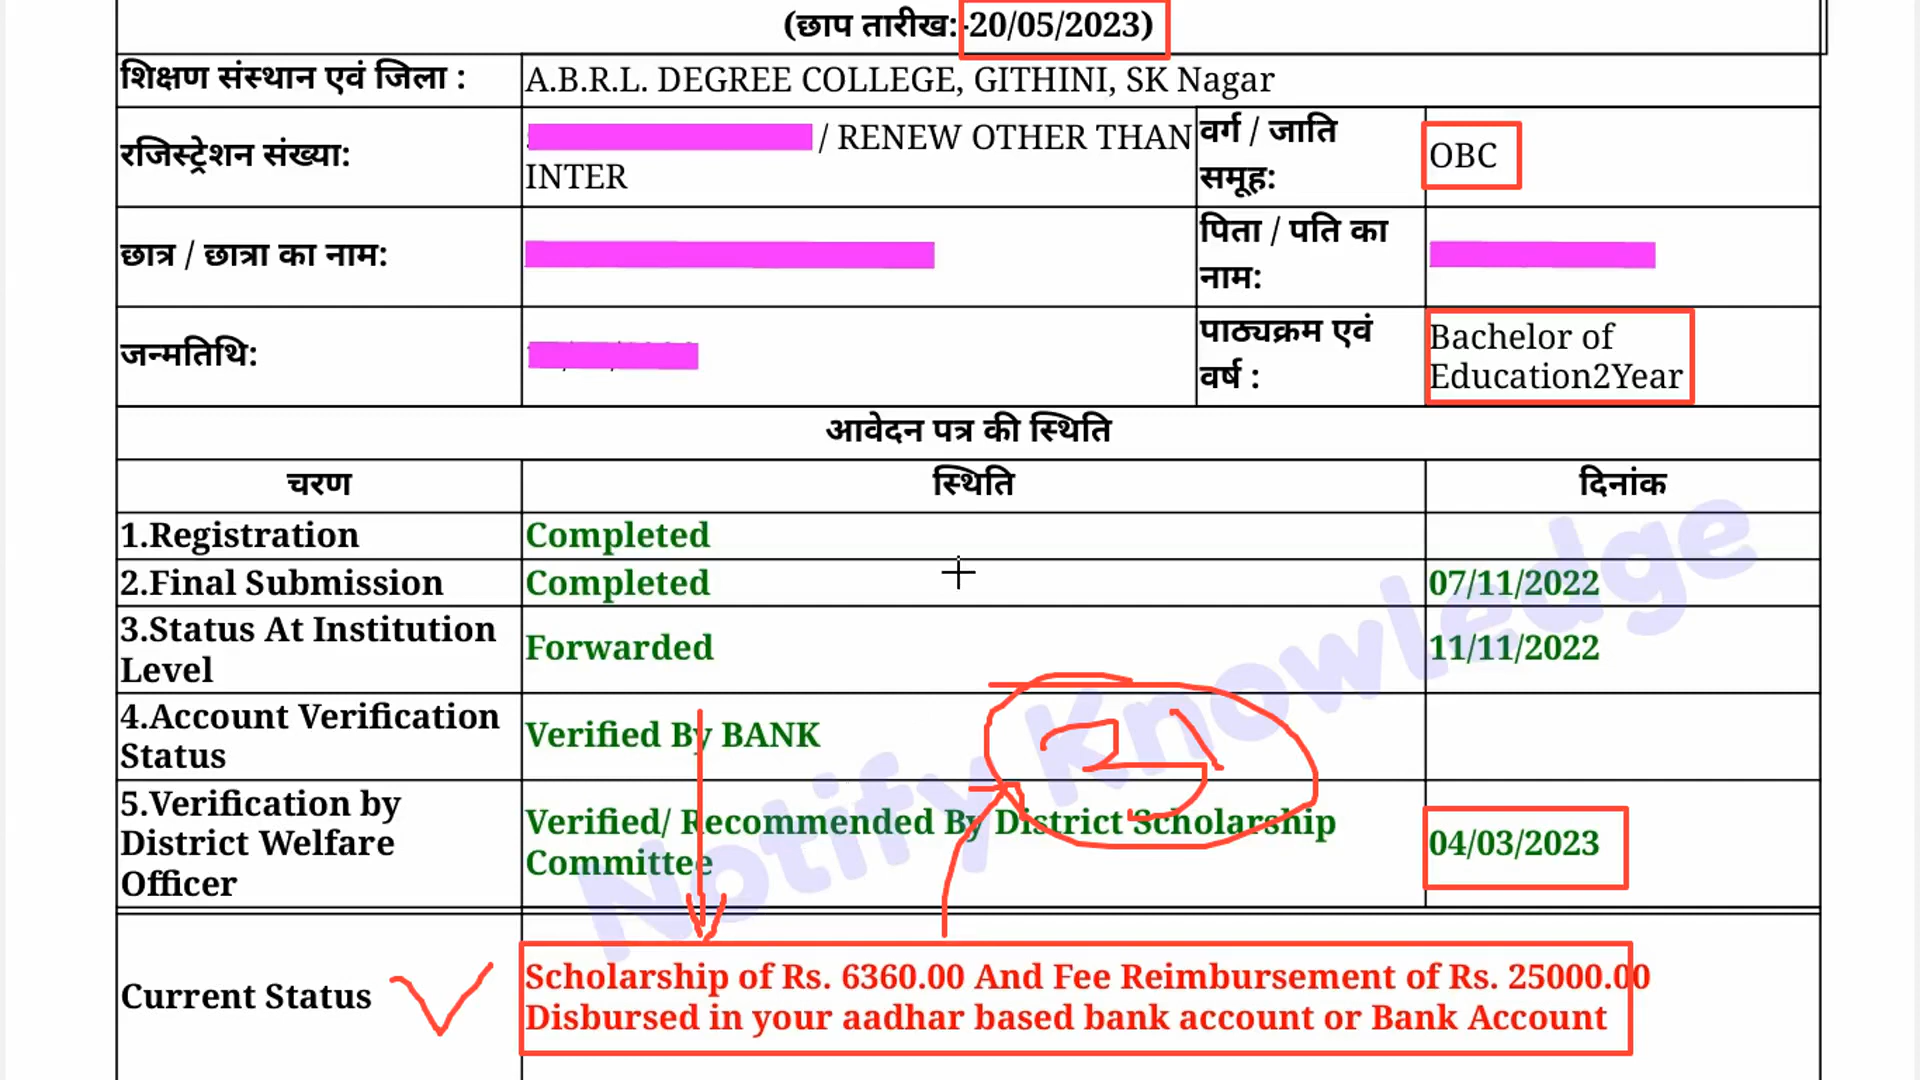 (छाप तारीख:-20/05/2023)
शिक्षण संस्थान एवं जिला :
A.B.R.L. DEGREE COLLEGE, GITHINI, SK Nagar
रजिस्ट्रेशन संख्या:
/ RENEW OTHER THAN
INTER
वर्ग / जाति
समूह:
OBC
छात्र / छात्रा का नाम:
पिता / पति का
नाम:
जन्मतिथि:
पाठ्यक्रम एवं
वर्ष :
Bachelor of
Education2Year
आवेदन पत्र की स्थिति
चरण
स्थिति
दिनांक
1.Registration
Completed
2.Final Submission
Completed
07/11/2022
3.Status At Institution
Level
Forwarded
11/11/2022
4.Account Verification
Status
Verified By BANK
5.Verification by
District Welfare
Officer
Verified/ Recommended By District Scholarship
Committee
04/03/2023
Current Status
Scholarship of Rs. 6360.00 And Fee Reimbursement of Rs. 25000.00
Disbursed in your aadhar based bank account or Bank Account
Notify Knowledge